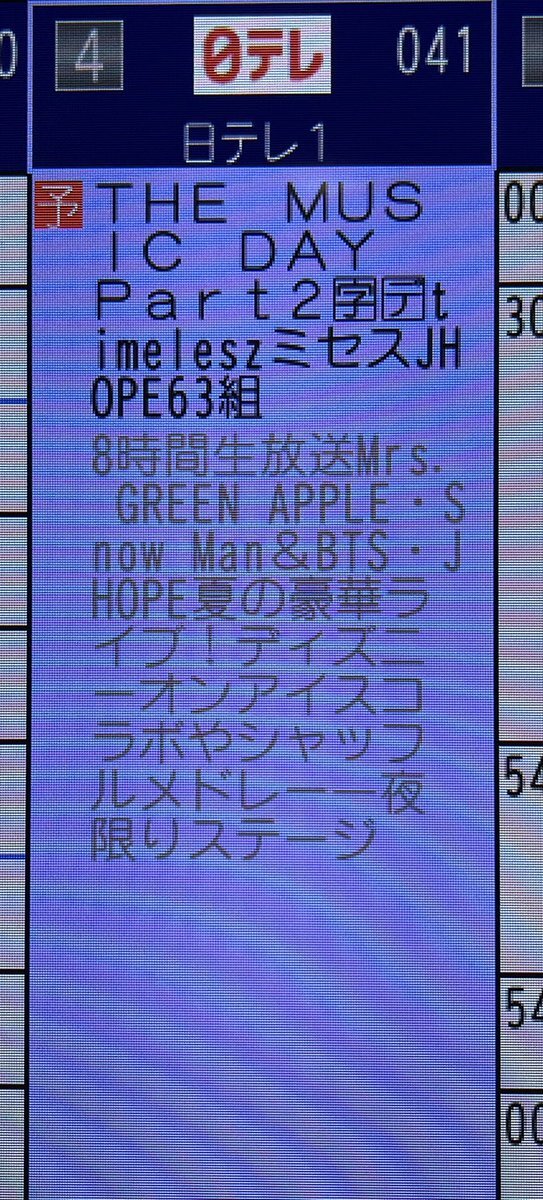 4 日テレ 041
日テレ1
予 ＴＨＥ ＭＵＳ
ＩＣ ＤＡＹ
Ｐａｒｔ２字デt
imeleszミセスJH
OPE63組
8時間生放送Mrs.
GREEN APPLE・S
now Man＆BTS・J
HOPE夏の豪華ラ
イブ！ディズニ
ーオンアイスコ
ラボやシャッフ
ルメドレー一夜
限りステージ
00
30
54
54
00